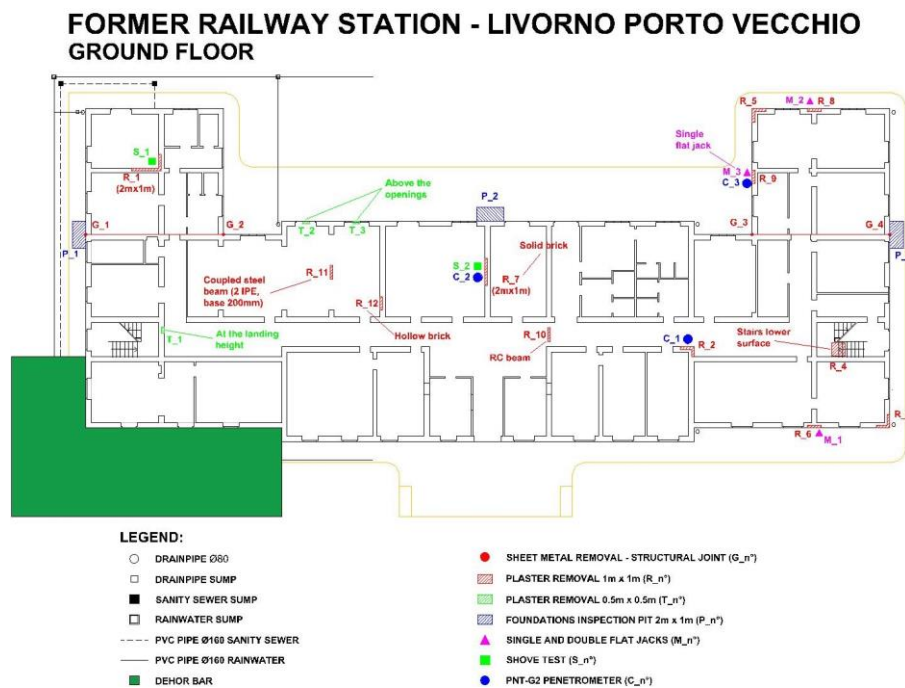 FORMER RAILWAY STATION - LIVORNO PORTO VECCHIO
GROUND FLOOR
M_2
R_8
R_5
Single
flat jack
S_1
R_1
(2mx1m)
Above the
openings
P_2
M_3
C_3
R_9
G_1
G_2
T_2
T_3
G_3
G_4
P_1
P_
Solid brick
S_2
C_2
R_7
(2mx1m)
Coupled steel
beam (2 IPE,
base 200mm)
R_11
R_12
Hollow brick
At the landing
height
T_1
R_10
RC beam
C_1
R_2
Stairs lower
surface
R_4
R_
R_6
M_1
LEGEND:
DRAINPIPE Ø80
DRAINPIPE SUMP
SANITY SEWER SUMP
RAINWATER SUMP
PVC PIPE Ø160 SANITY SEWER
PVC PIPE Ø160 RAINWATER
DEHOR BAR
SHEET METAL REMOVAL - STRUCTURAL JOINT (G_n°)
PLASTER REMOVAL 1m x 1m (R_n°)
PLASTER REMOVAL 0.5m x 0.5m (T_n°)
FOUNDATIONS INSPECTION PIT 2m x 1m (P_n°)
SINGLE AND DOUBLE FLAT JACKS (M_n°)
SHOVE TEST (S_n°)
PNT-G2 PENETROMETER (C_n°)